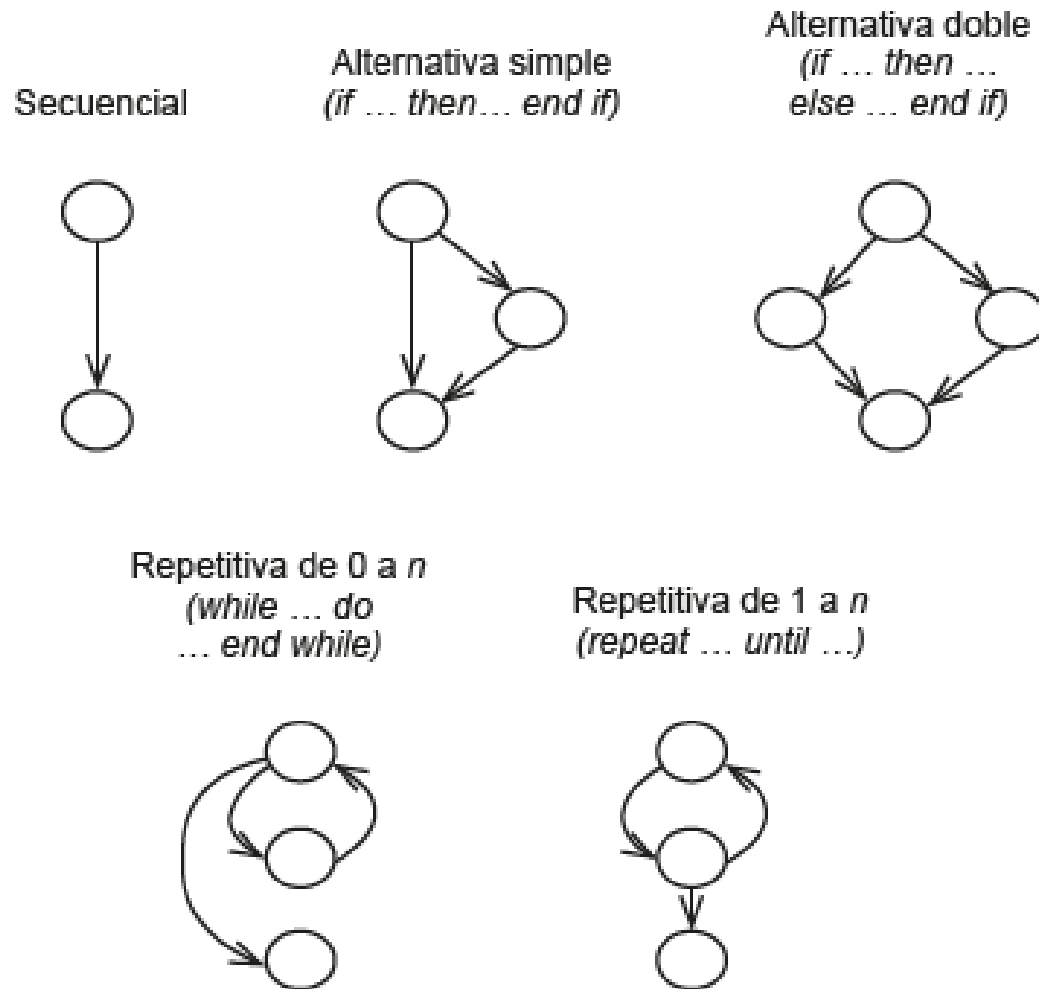 Secuencial
Alternativa simple
(if ... then... end if)
Alternativa doble
(if ... then ...
else ... end if)
Repetitiva de 0 a n
(while ... do
... end while)
Repetitiva de 1 a n
(repeat ... until ...)